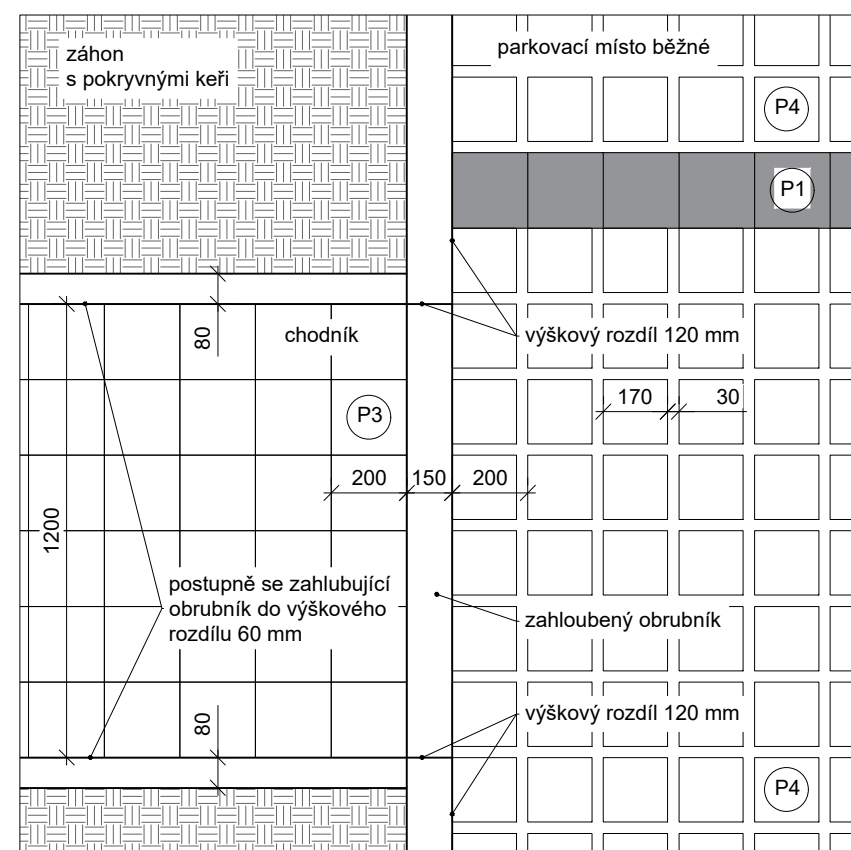 záhon
s pokryvnými keři
parkovací místo běžné
P4
P1
80
chodník
výškový rozdíl 120 mm
170
30
P3
200
150
200
1200
postupně se zahlubující
obrubník do výškového
rozdílu 60 mm
zahloubený obrubník
80
výškový rozdíl 120 mm
P4